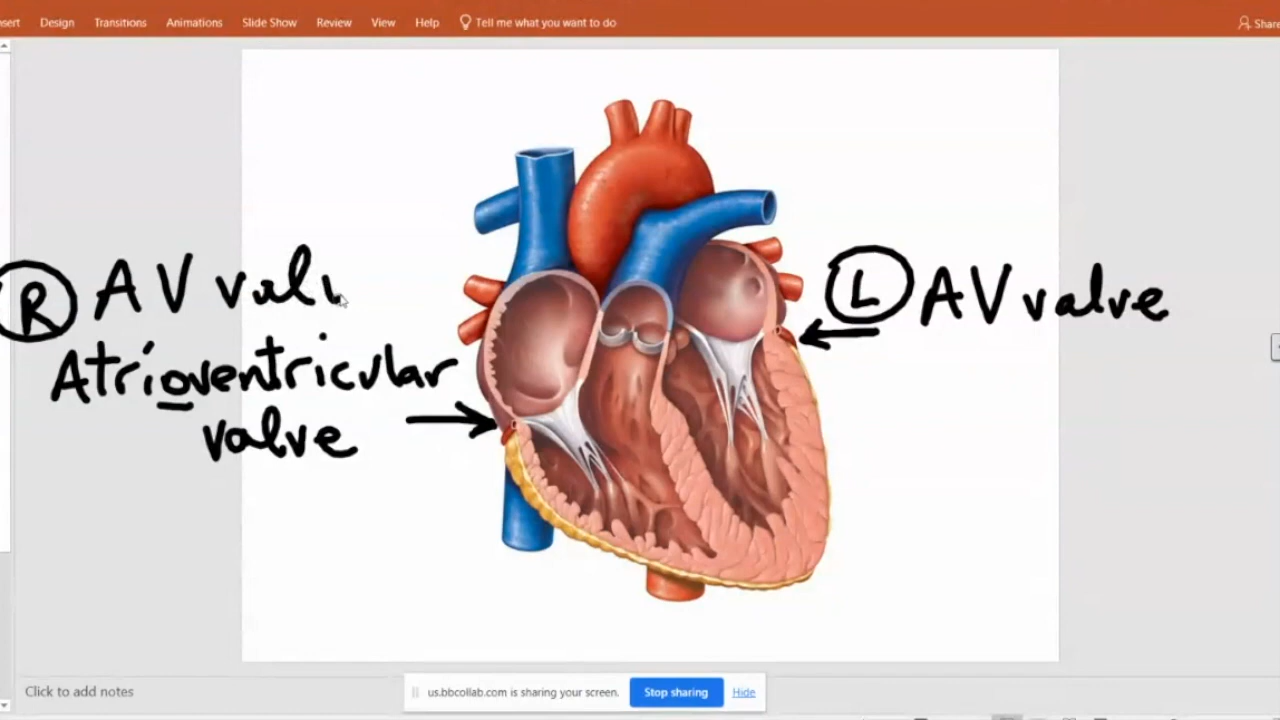 Design Transitions Animations Slide Show Review View Help Tell me what you want to do Share
R AV val
Atrioventricular
valve
L AV valve
Click to add notes
us.bbcollab.com is sharing your screen. Stop sharing Hide